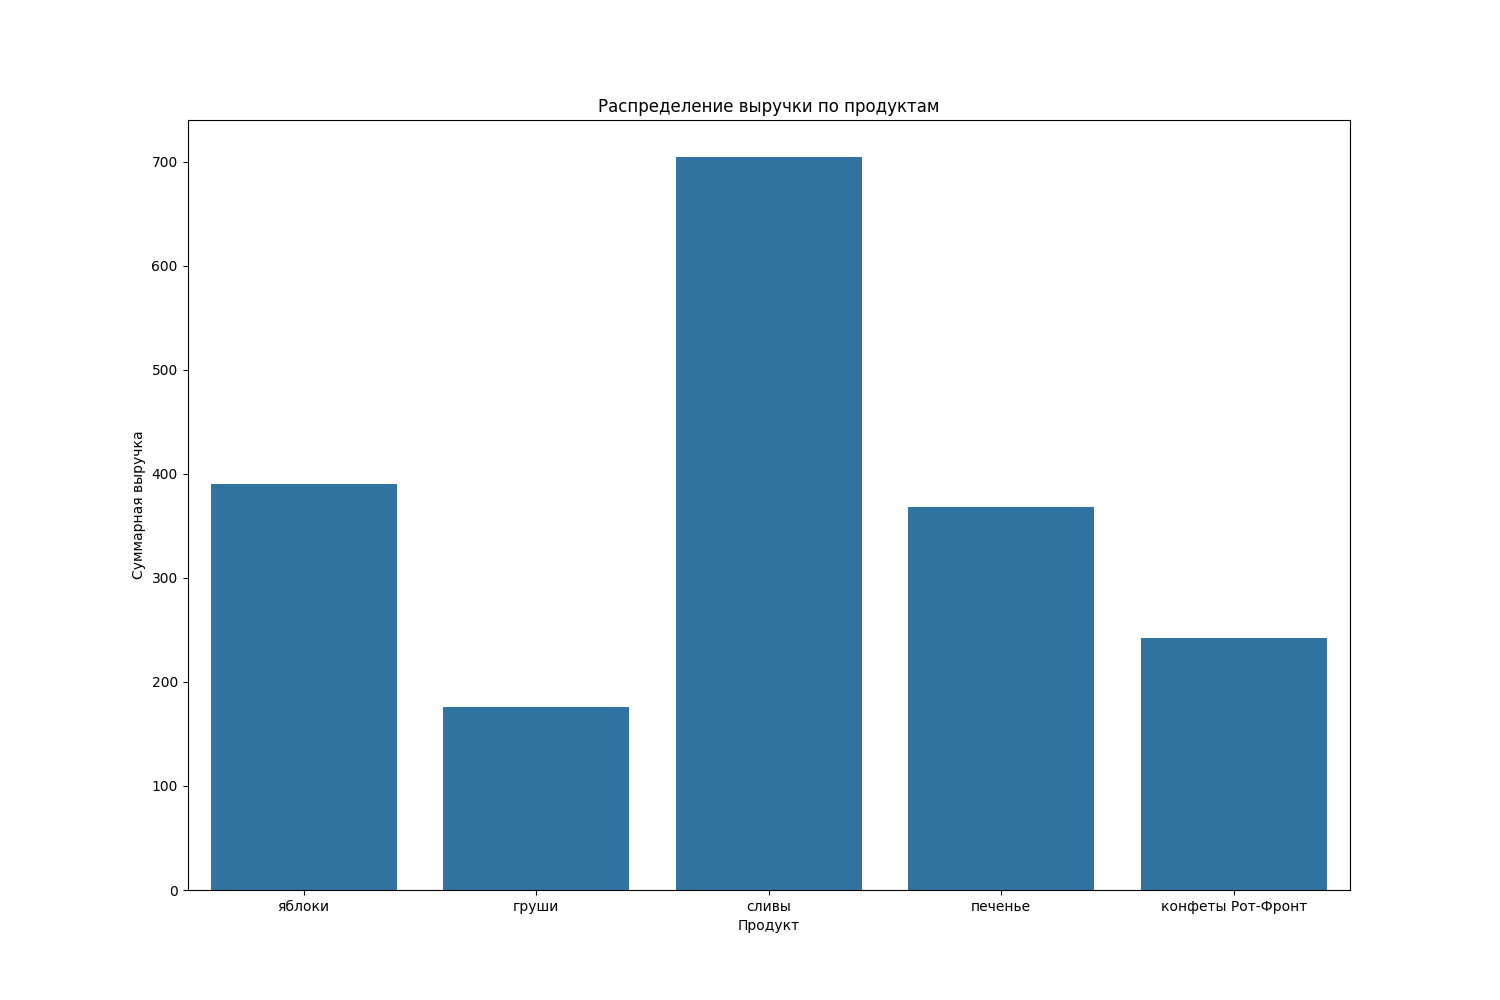 Распределение выручки по продуктам
700
600
500
400
300
200
100
0
Суммарная выручка
яблоки
груши
сливы
печенье
конфеты Рот-Фронт
Продукт